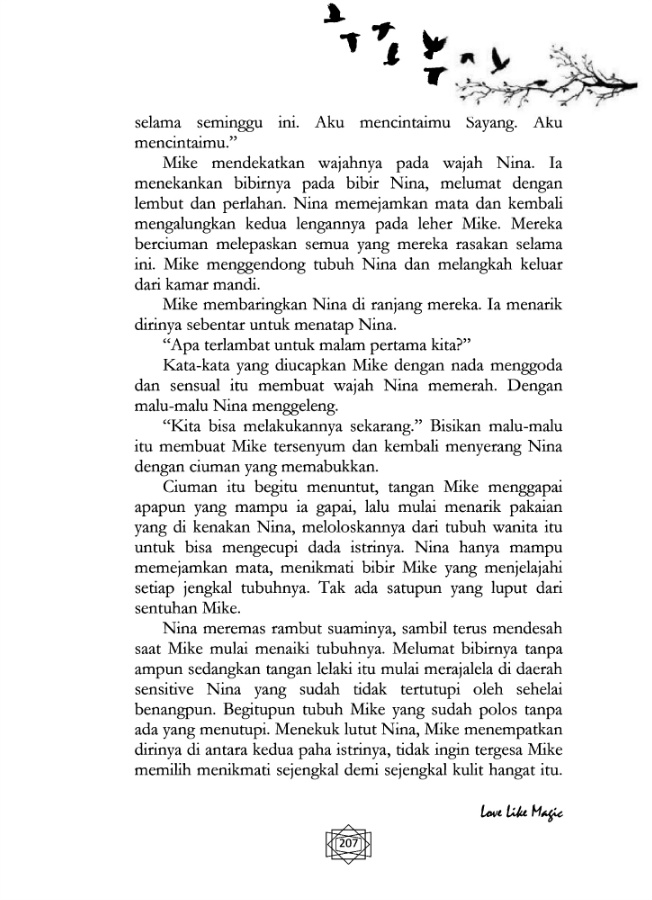 selama seminggu ini. Aku mencintaimu Sayang. Aku
mencintaimu.”
Mike mendekatkan wajahnya pada wajah Nina. Ia
menekankan bibirnya pada bibir Nina, melumat dengan
lembut dan perlahan. Nina memejamkan mata dan kembali
mengalungkan kedua lengannya pada leher Mike. Mereka
berciuman melepaskan semua yang mereka rasakan selama
ini. Mike menggendong tubuh Nina dan melangkah keluar
dari kamar mandi.
Mike membaringkan Nina di ranjang mereka. Ia menarik
dirinya sebentar untuk menatap Nina.
“Apa terlambat untuk malam pertama kita?”
Kata-kata yang diucapkan Mike dengan nada menggoda
dan sensual itu membuat wajah Nina memerah. Dengan
malu-malu Nina menggeleng.
“Kita bisa melakukannya sekarang.” Bisikan malu-malu
itu membuat Mike tersenyum dan kembali menyerang Nina
dengan ciuman yang memabukkan.
Ciuman itu begitu menuntut, tangan Mike menggapai
apapun yang mampu ia gapai, lalu mulai menarik pakaian
yang di kenakan Nina, meloloskannya dari tubuh wanita itu
untuk bisa mengecupi dada istrinya. Nina hanya mampu
memejamkan mata, menikmati bibir Mike yang menjelajahi
setiap jengkal tubuhnya. Tak ada satupun yang luput dari
sentuhan Mike.
Nina meremas rambut suaminya, sambil terus mendesah
saat Mike mulai menaiki tubuhnya. Melumat bibirnya tanpa
ampun sedangkan tangan lelaki itu mulai merajalela di daerah
sensitive Nina yang sudah tidak tertutupi oleh sehelai
benangpun. Begitupun tubuh Mike yang sudah polos tanpa
ada yang menutupi. Menekuk lutut Nina, Mike menempatkan
dirinya di antara kedua paha istrinya, tidak ingin tergesa Mike
memilih menikmati sejengkal demi sejengkal kulit hangat itu.
Love Like Magic
207